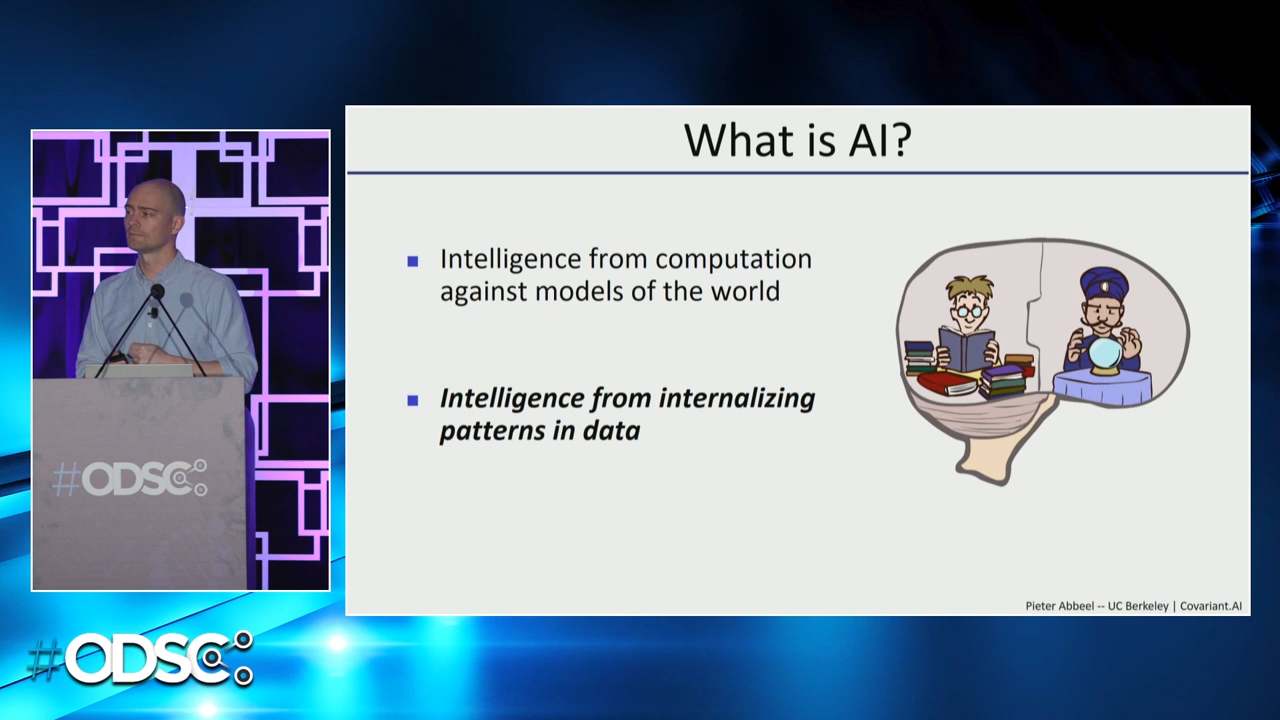 What is AI?
Intelligence from computation
against models of the world
Intelligence from internalizing
patterns in data
Pieter Abbeel -- UC Berkeley | Covariant.AI
#ODSC
#ODSC